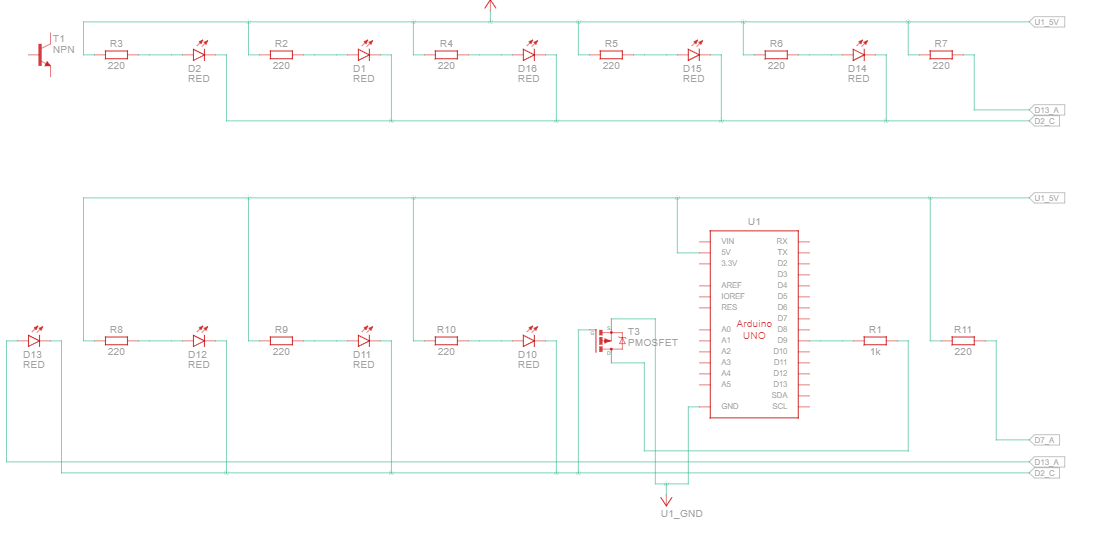 U1_5V
T1
NPN
R3
220
D2
RED
R2
220
D1
RED
R4
220
D16
RED
R5
220
D15
RED
R6
220
D14
RED
R7
220
D13_A
D2_C
U1_5V
U1
VIN
5V
3.3V
AREF
IOREF
RES
A0
A1
A2
A3
A4
A5
GND
Arduino
UNO
RX
TX
D2
D3
D4
D5
D6
D7
D8
D9
D10
D11
D12
D13
SDA
SCL
D13
RED
R8
220
D12
RED
R9
220
D11
RED
R10
220
D10
RED
T3
PMOSFET
R1
1k
R11
220
D7_A
D13_A
D2_C
U1_GND